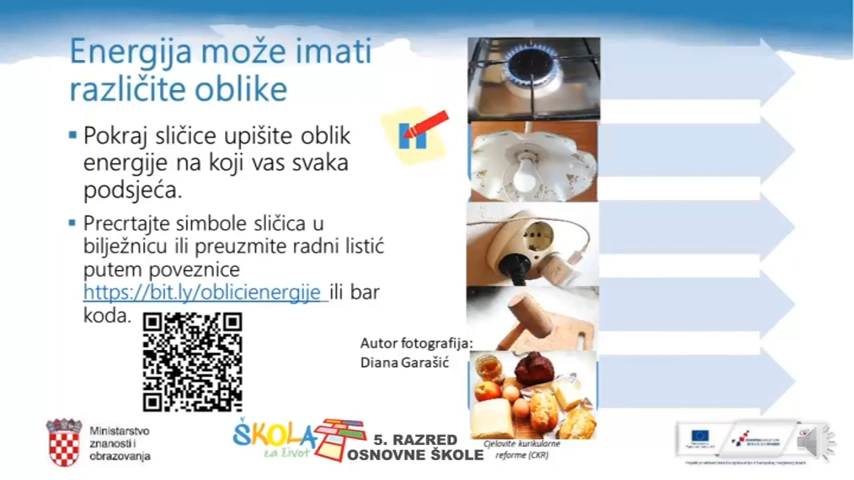 Energija može imati
različite oblike
Pokraj sličice upišite oblik
energije na koji vas svaka
podsjeća.
Precrtajte simbole sličica u
bilježnicu ili preuzmite radni listić
putem poveznice
https://bit.ly/obliciэнergije ili bar
koda.
Autor fotografija:
Diana Garašić
Ministarstvo
znanosti i
obrazovanja
ŠKOLA
za život
5. RAZRED
OSNOVNE ŠKOLE
Cjelovite kurikularne
reforme (CKR)